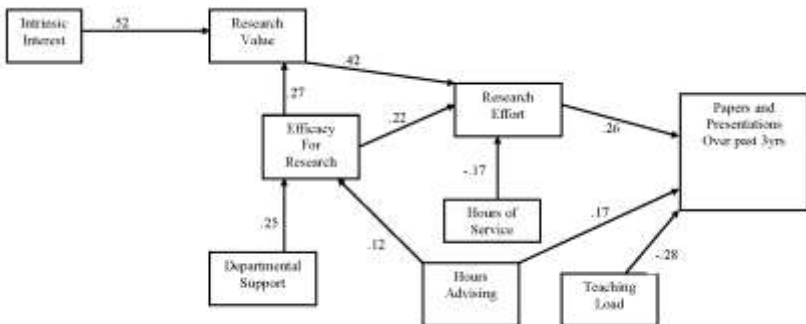 Intrinsic
Interest
.52
Research
Value
.42
.27
Research
Effort
Papers and
Presentations
Over past 3yrs
.26
Efficacy
For
Research
.22
-.17
Hours of
Service
.17
.25
.12
Departmental
Support
Hours
Advising
-.28
Teaching
Load